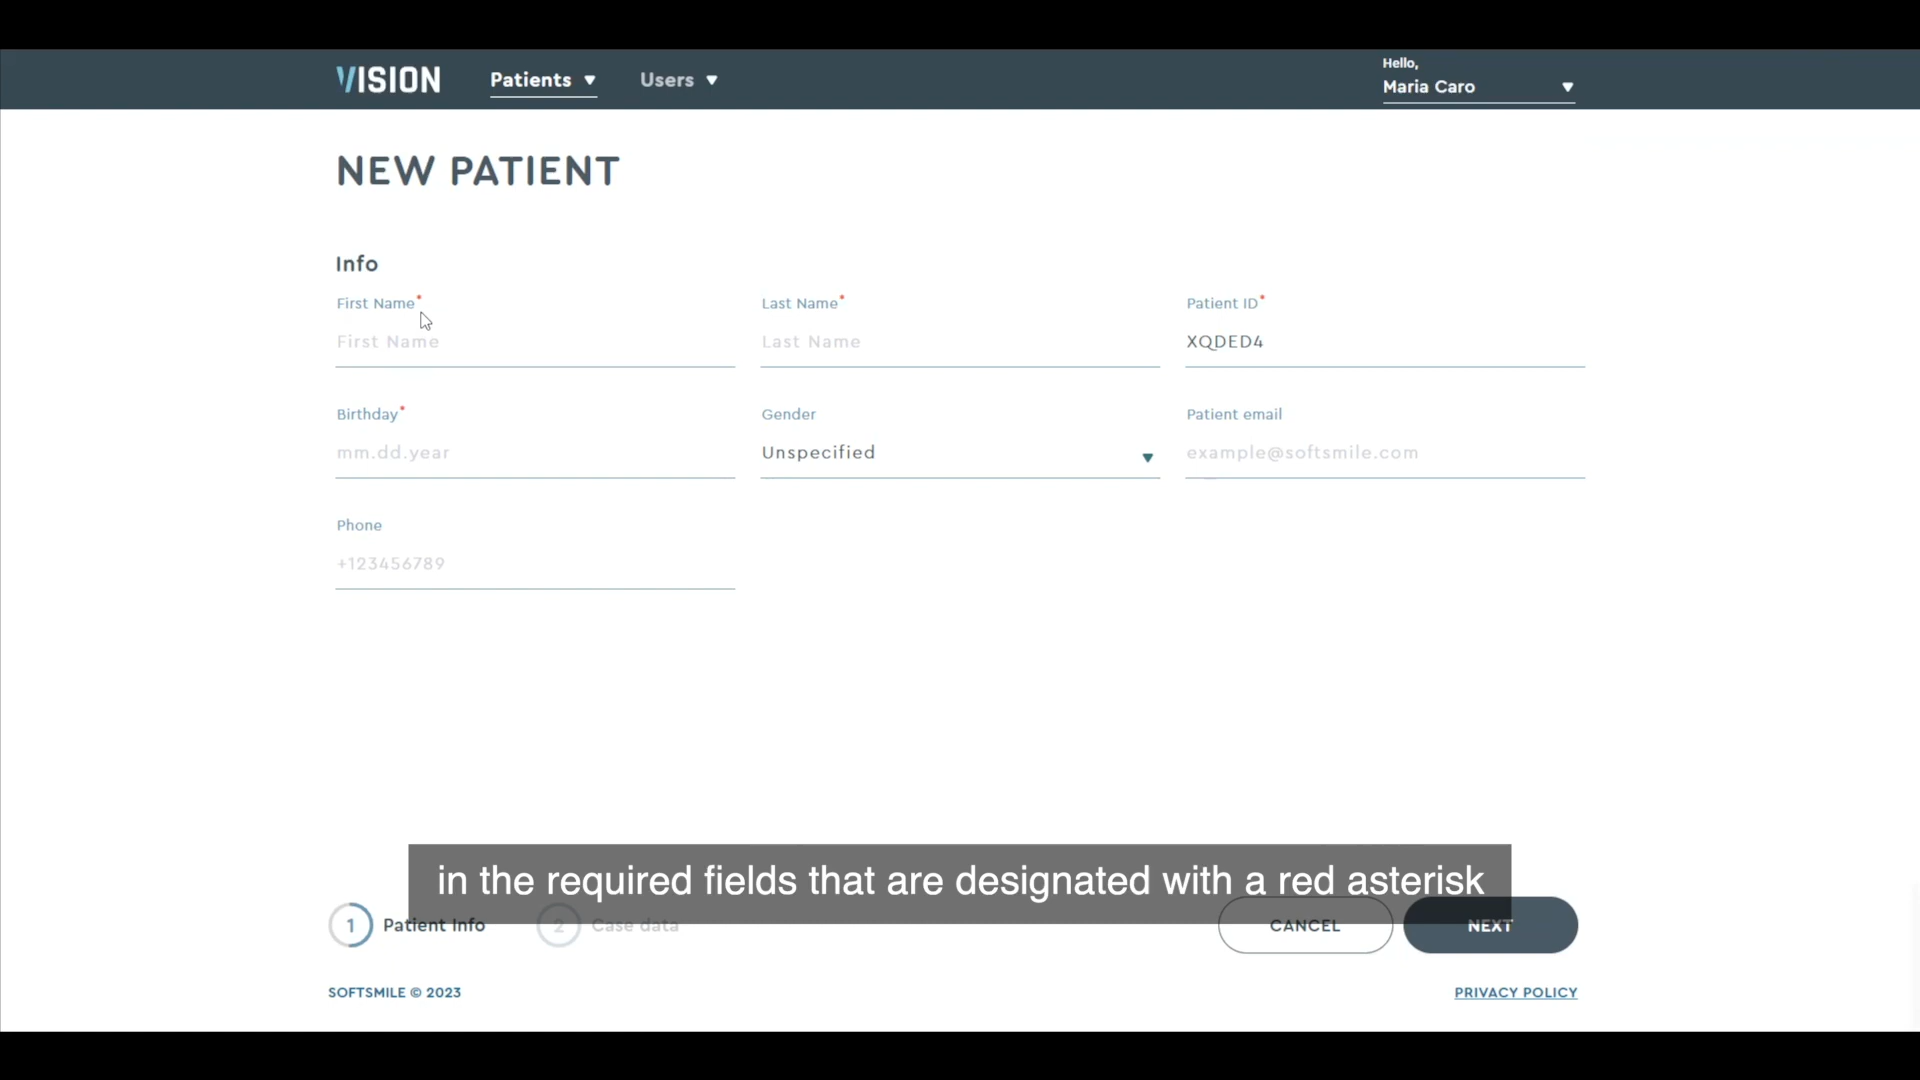 VISION Patients Users Hello,
Maria Caro
NEW PATIENT
Info
First Name* Last Name* Patient ID*
First Name Last Name XQDED4
Birthday* Gender Patient email
mm.dd.year Unspecified example@softsmile.com
Phone
+123456789
in the required fields that are designated with a red asterisk
1 Patient Info 2 Case data CANCEL NEXT
SOFTSMILE © 2023 PRIVACY POLICY